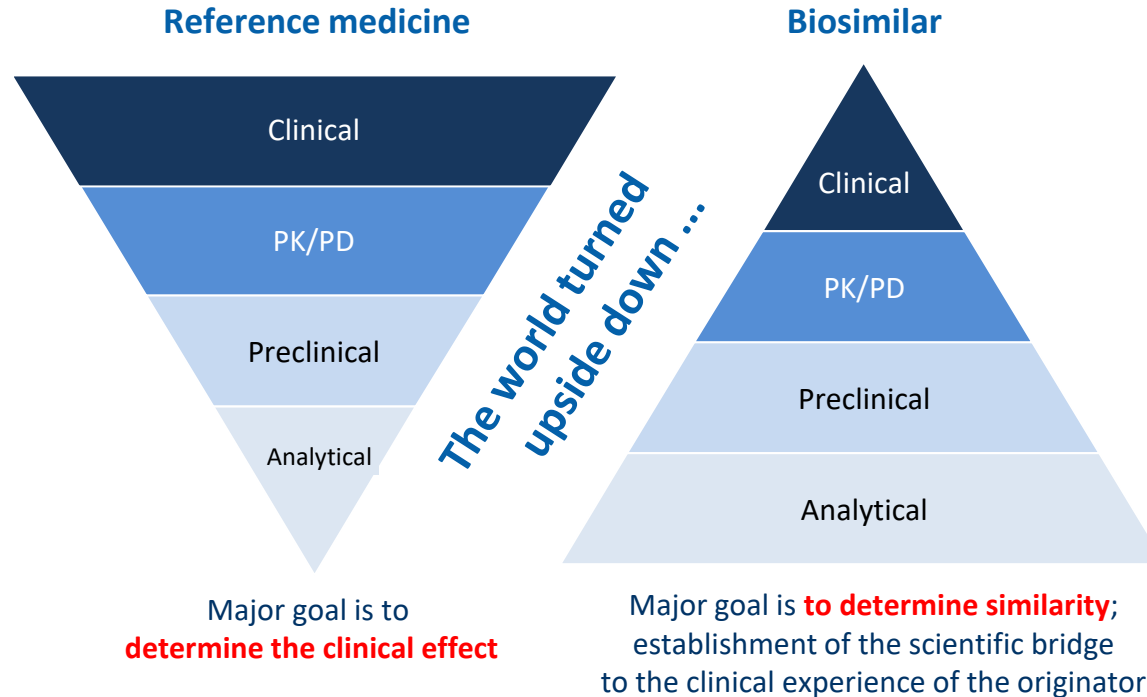 Reference medicine
Clinical
PK/PD
Preclinical
Analytical
Major goal is to
determine the clinical effect
The world turned
upside down ...
Biosimilar
Clinical
PK/PD
Preclinical
Analytical
Major goal is to determine similarity;
establishment of the scientific bridge
to the clinical experience of the originator